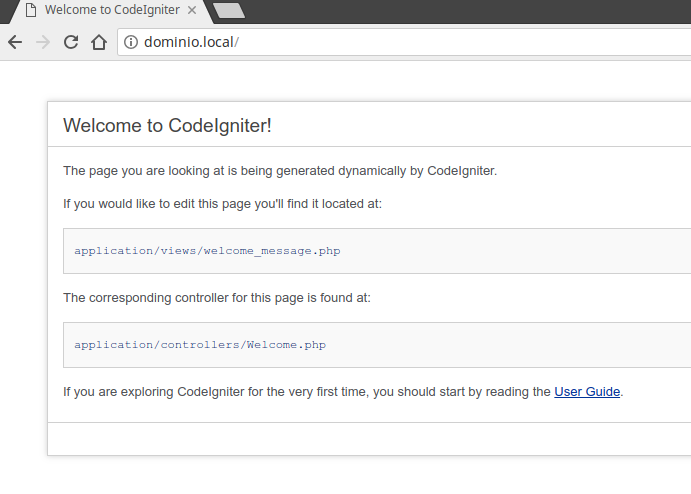 Welcome to CodeIgniter
dominio.local/
Welcome to CodeIgniter!
The page you are looking at is being generated dynamically by CodeIgniter.
If you would like to edit this page you'll find it located at:
application/views/welcome_message.php
The corresponding controller for this page is found at:
application/controllers/Welcome.php
If you are exploring CodeIgniter for the very first time, you should start by reading the User Guide.